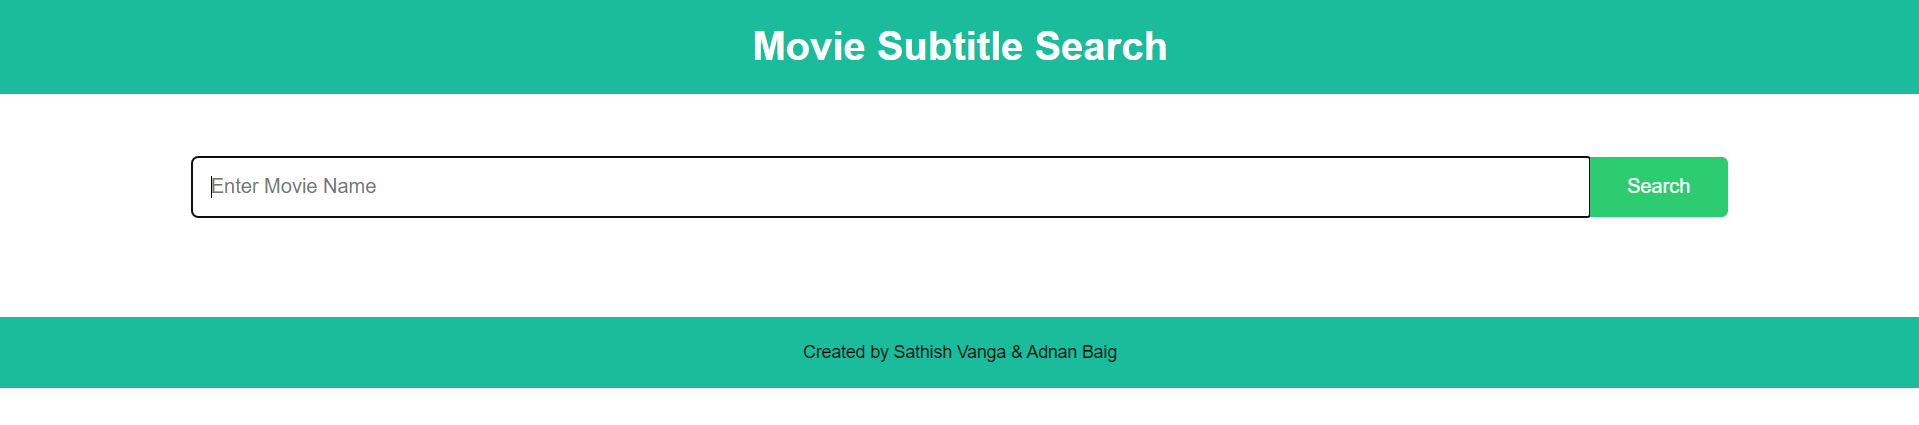 Movie Subtitle Search
Enter Movie Name
Search
Created by Sathish Vanga & Adnan Baig